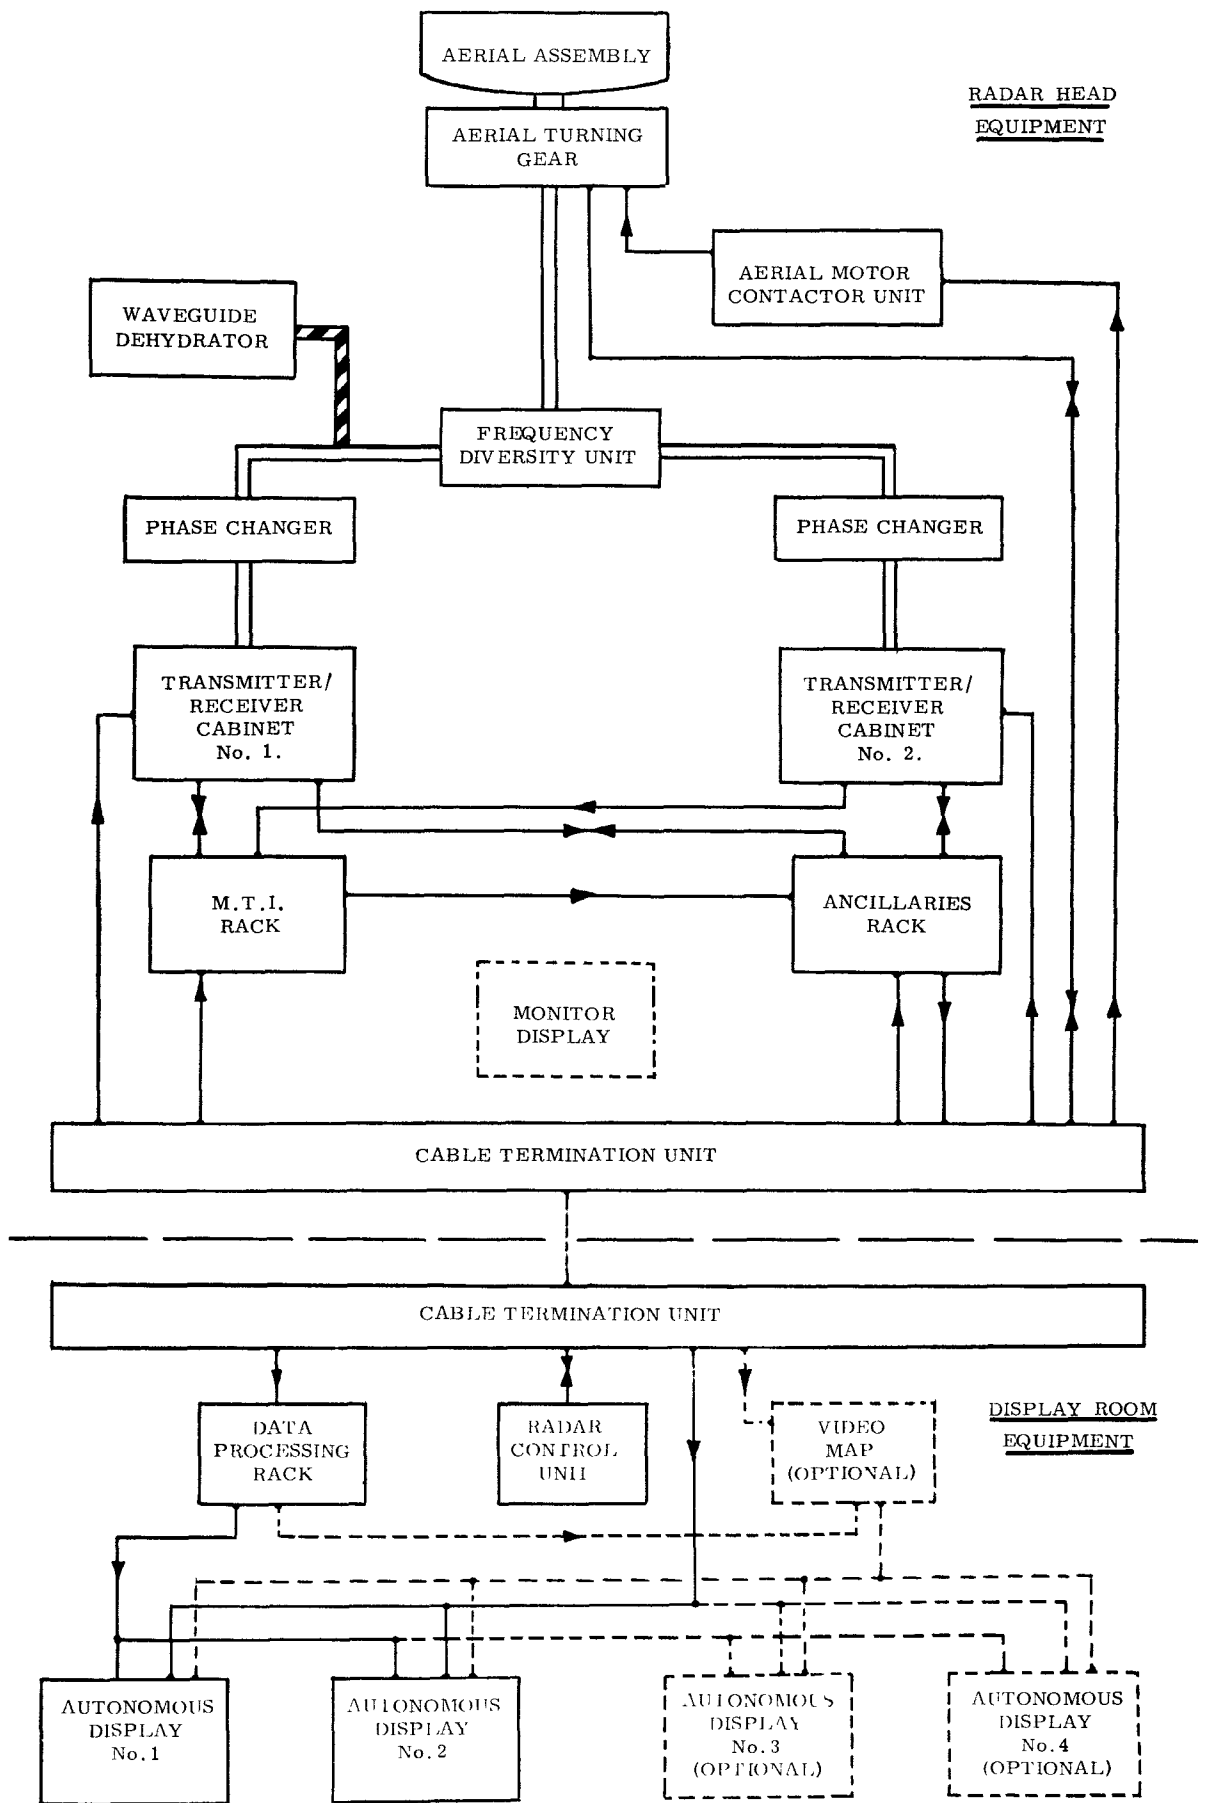 AERIAL ASSEMBLY
RADAR HEAD
EQUIPMENT
AERIAL TURNING
GEAR
AERIAL MOTOR
CONTACTOR UNIT
WAVEGUIDE
DEHYDRATOR
FREQUENCY
DIVERSITY UNIT
PHASE CHANGER
PHASE CHANGER
TRANSMITTER/
RECEIVER
CABINET
No. 1.
TRANSMITTER/
RECEIVER
CABINET
No. 2.
M.T.I.
RACK
ANCILLARIES
RACK
MONITOR
DISPLAY
CABLE TERMINATION UNIT
CABLE TERMINATION UNIT
DATA
PROCESSING
RACK
RADAR
CONTROL
UNIT
VIDEO
MAP
(OPTIONAL)
DISPLAY ROOM
EQUIPMENT
AUTONOMOUS
DISPLAY
No.1
AUTONOMOUS
DISPLAY
No.2
AUTONOMOUS
DISPLAY
No.3
(OPTIONAL)
AUTONOMOUS
DISPLAY
No.4
(OPTIONAL)